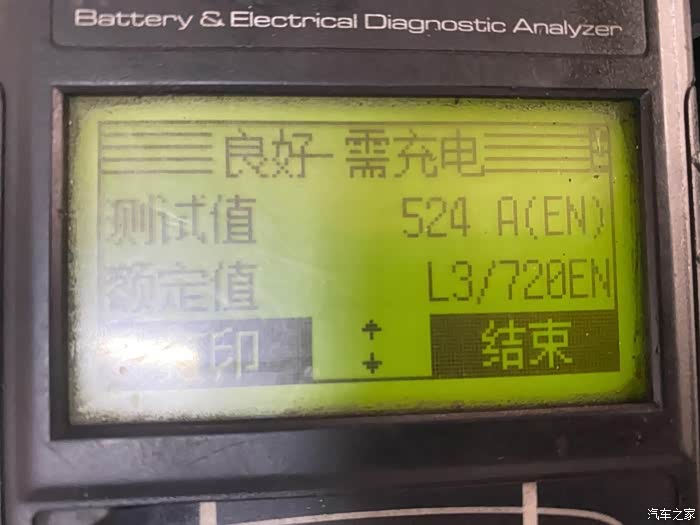 Battery & Electrical Diagnostic Analyzer
良好-需充电
测试值 524 A(EN)
额定值 L3/720EN
印 结束
汽车之家